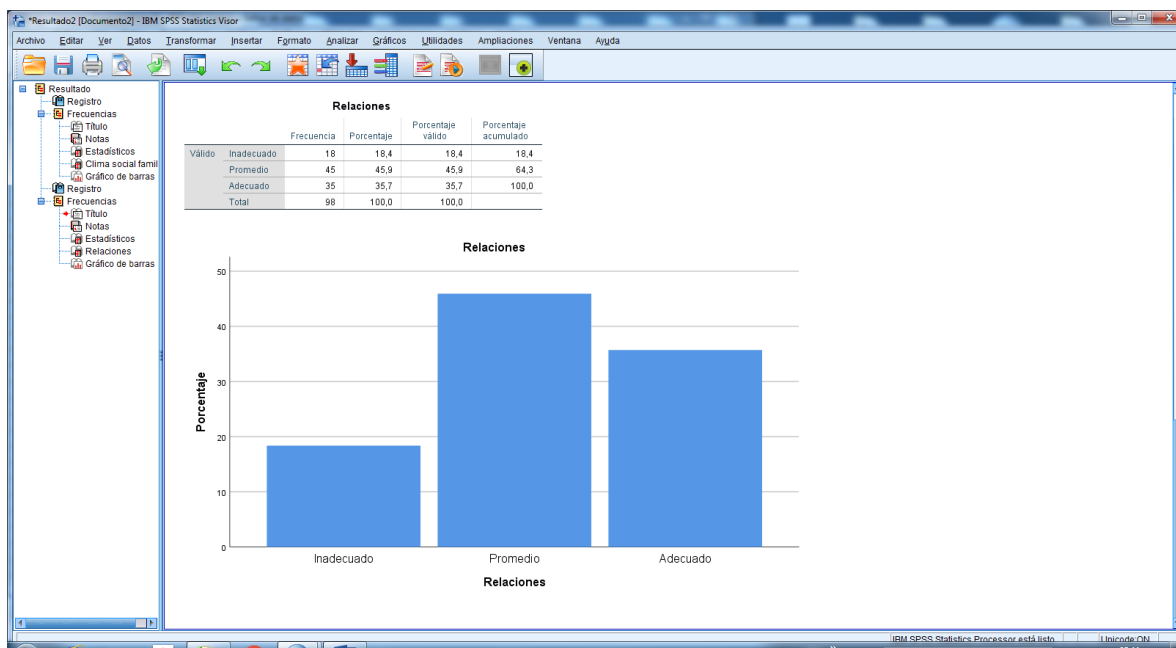 *Resultado2 [Documento2] - IBM SPSS Statistics Visor
Archivo Editar Ver Datos Transformar Insertar Formato Analizar Gráficos Utilidades Ampliaciones Ventana Ayuda
Resultado
Registro
Frecuencias
Título
Notas
Estadísticos
Clima social famil
Gráfico de barras
Registro
Frecuencias
Título
Notas
Estadísticos
Relaciones
Gráfico de barras
Relaciones
Frecuencia Porcentaje Porcentaje válido Porcentaje acumulado
Válido Inadecuado 18 18,4 18,4 18,4
Promedio 45 45,9 45,9 64,3
Adecuado 35 35,7 35,7 100,0
Total 98 100,0 100,0
Relaciones
Porcentaje
50
40
30
20
10
0
Inadecuado Promedio Adecuado
Relaciones
IBM SPSS Statistics Processor está listo Unicode:ON